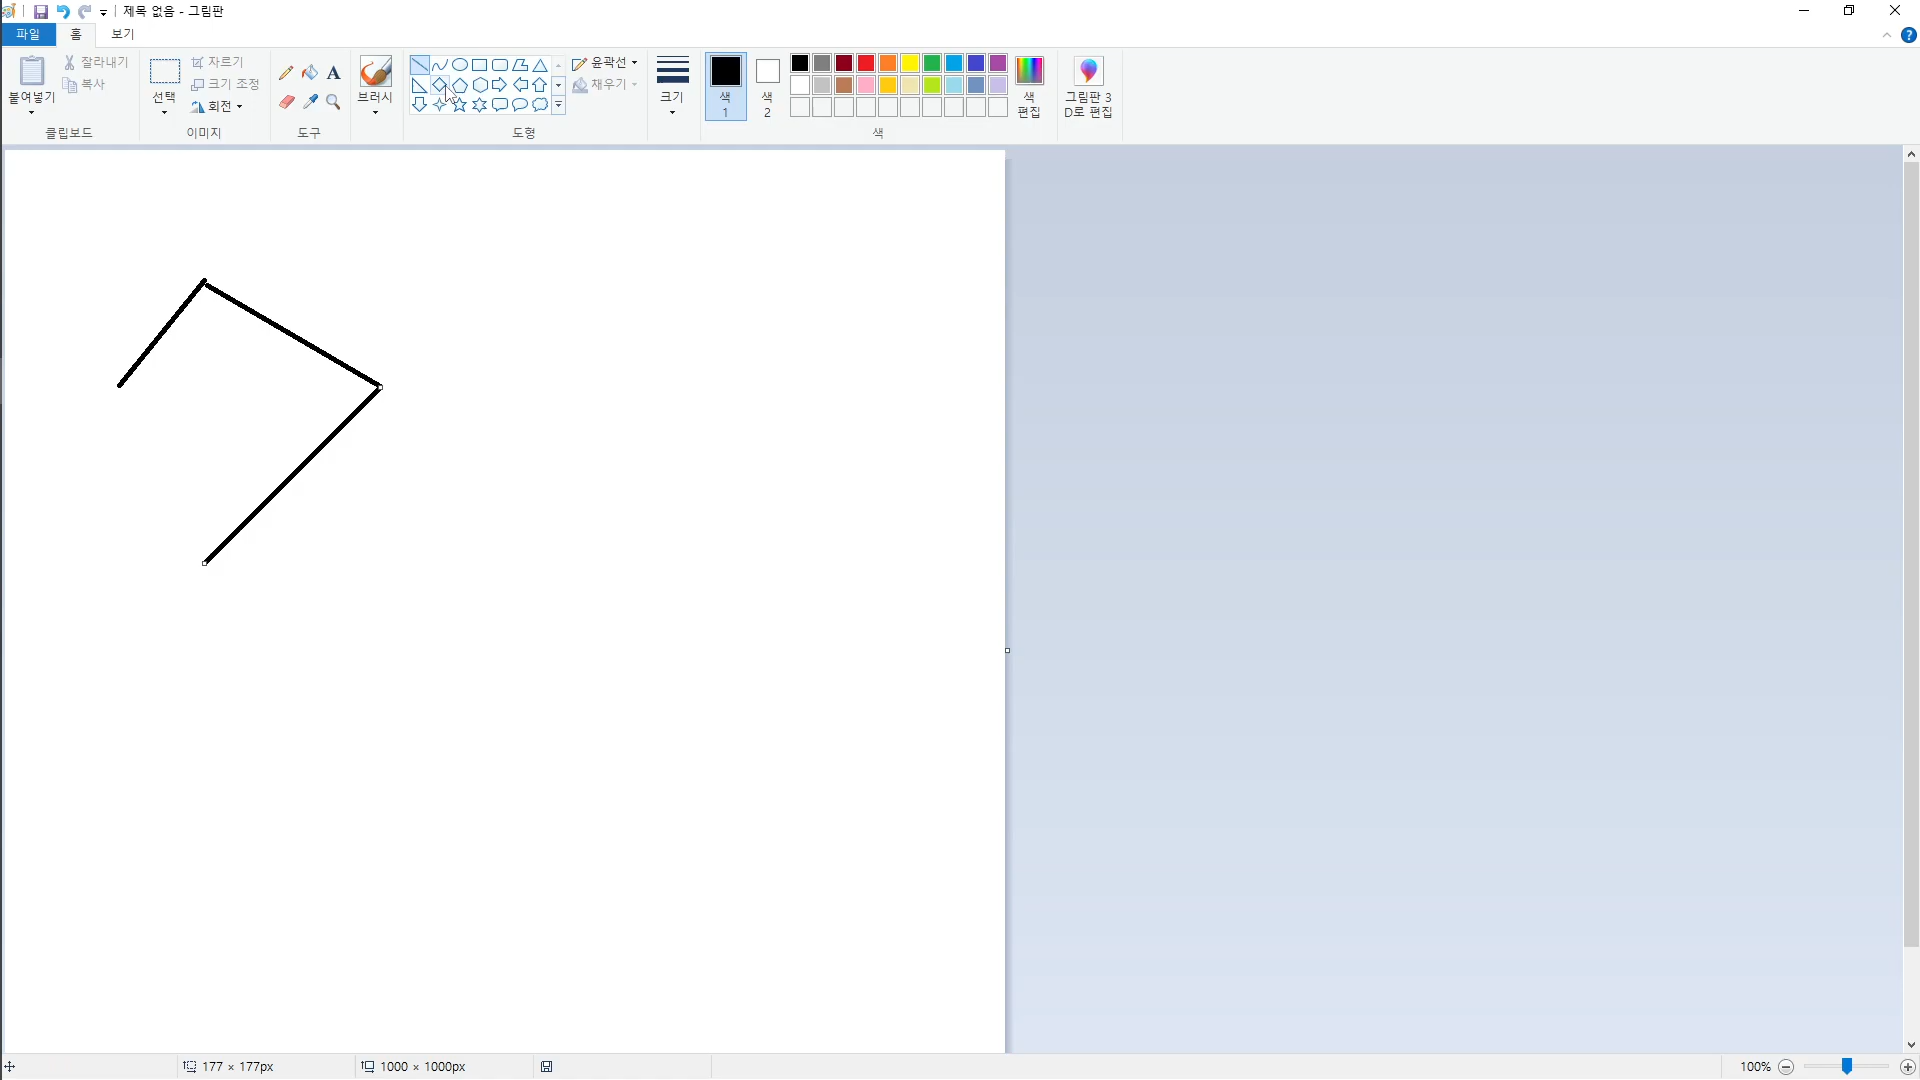 제목 없음 - 그림판
파일 홈 보기
붙여넣기
잘라내기
복사
클립보드
선택
자르기
크기 조정
회전
이미지
A
도구
브러시
윤곽선
채우기
도형
크기
색
1
색
2
색
편집
색
그림판 3
D로 편집
?
177 × 177px
1000 × 1000px
100%